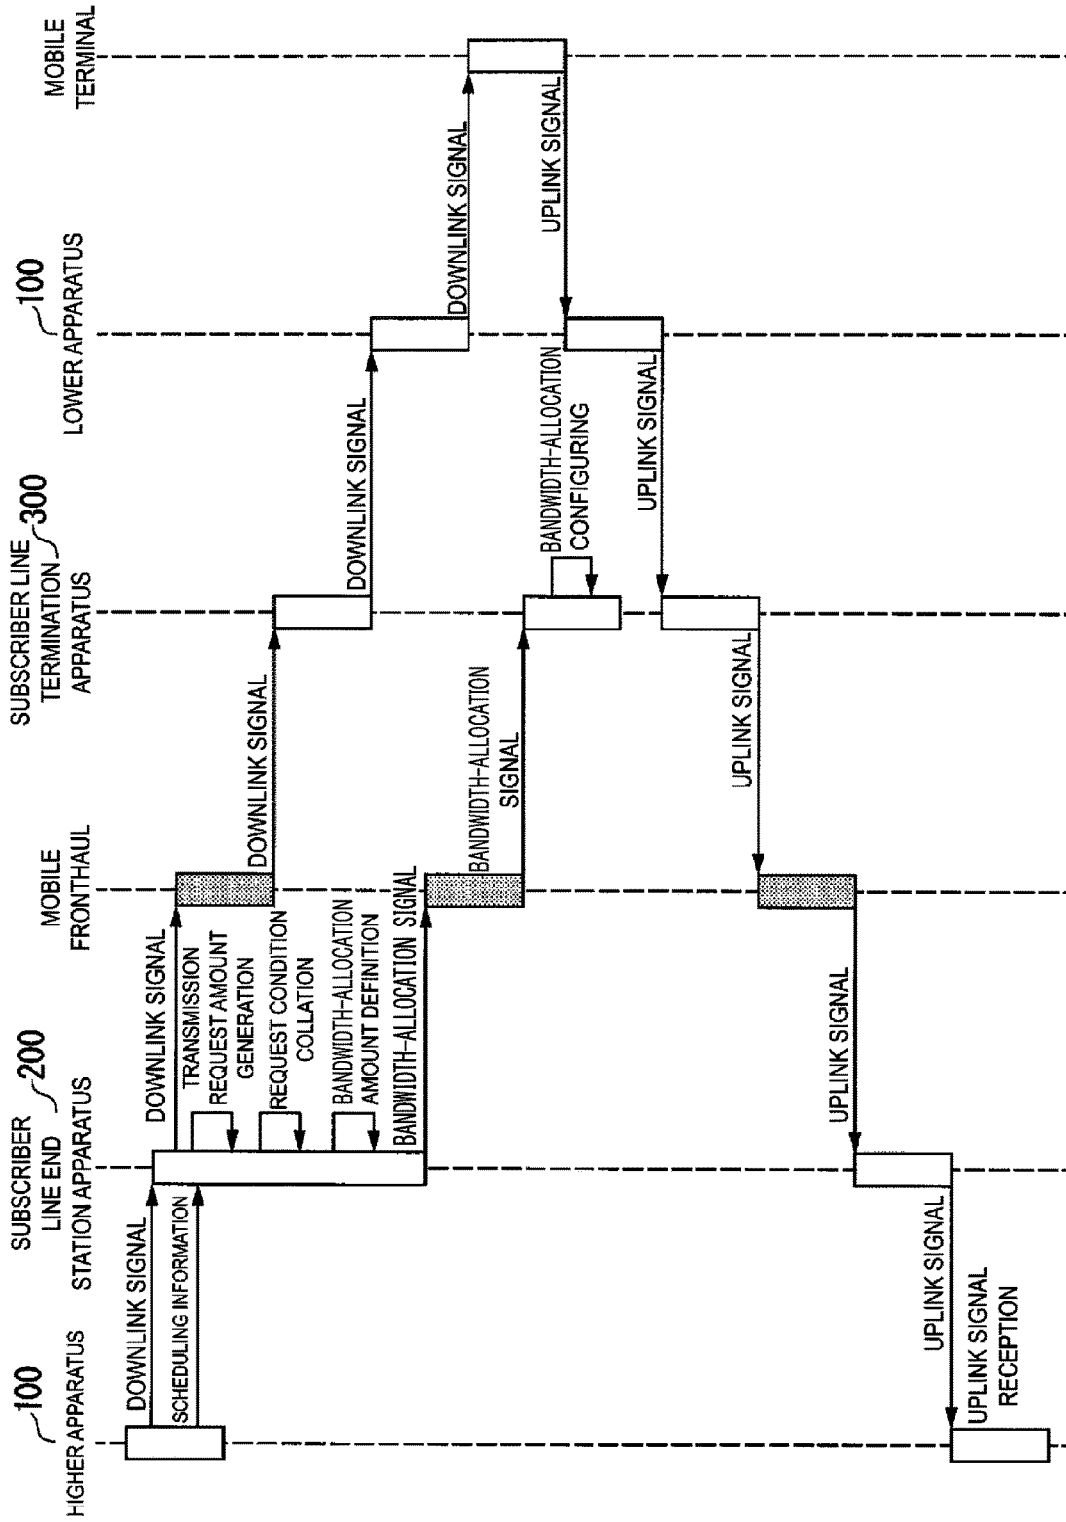 100
HIGHER APPARATUS
SUBSCRIBER
LINE END
200
STATION APPARATUS
MOBILE
FRONTHAUL
SUBSCRIBER LINE
TERMINATION
300
APPARATUS
100
LOWER APPARATUS
MOBILE
TERMINAL
DOWNLINK SIGNAL
SCHEDULING INFORMATION
DOWNLINK SIGNAL
TRANSMISSION
REQUEST AMOUNT
GENERATION
REQUEST CONDITION
COLLATION
BANDWIDTH-ALLOCATION
AMOUNT DEFINITION
BANDWIDTH-ALLOCATION SIGNAL
DOWNLINK SIGNAL
DOWNLINK SIGNAL
DOWNLINK SIGNAL
BANDWIDTH-ALLOCATION
SIGNAL
BANDWIDTH-ALLOCATION
CONFIGURING
UPLINK SIGNAL
UPLINK SIGNAL
UPLINK SIGNAL
UPLINK SIGNAL
UPLINK SIGNAL
UPLINK SIGNAL
RECEPTION